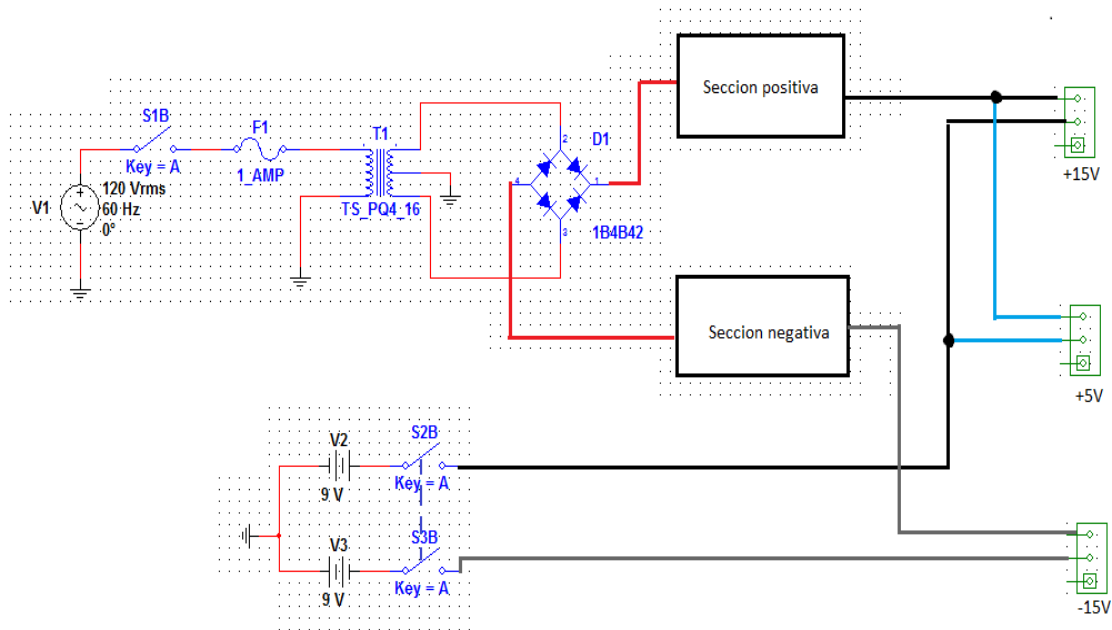 Seccion positiva
S1B
Key = A
F1
1_AMP
T1
TS_PQ4_16
2
D1
4
1
3
1B4B42
V1
120 Vrms
60 Hz
0°
+15V
Seccion negativa
+5V
V2
9 V
S2B
Key = A
V3
9 V
S3B
Key = A
-15V